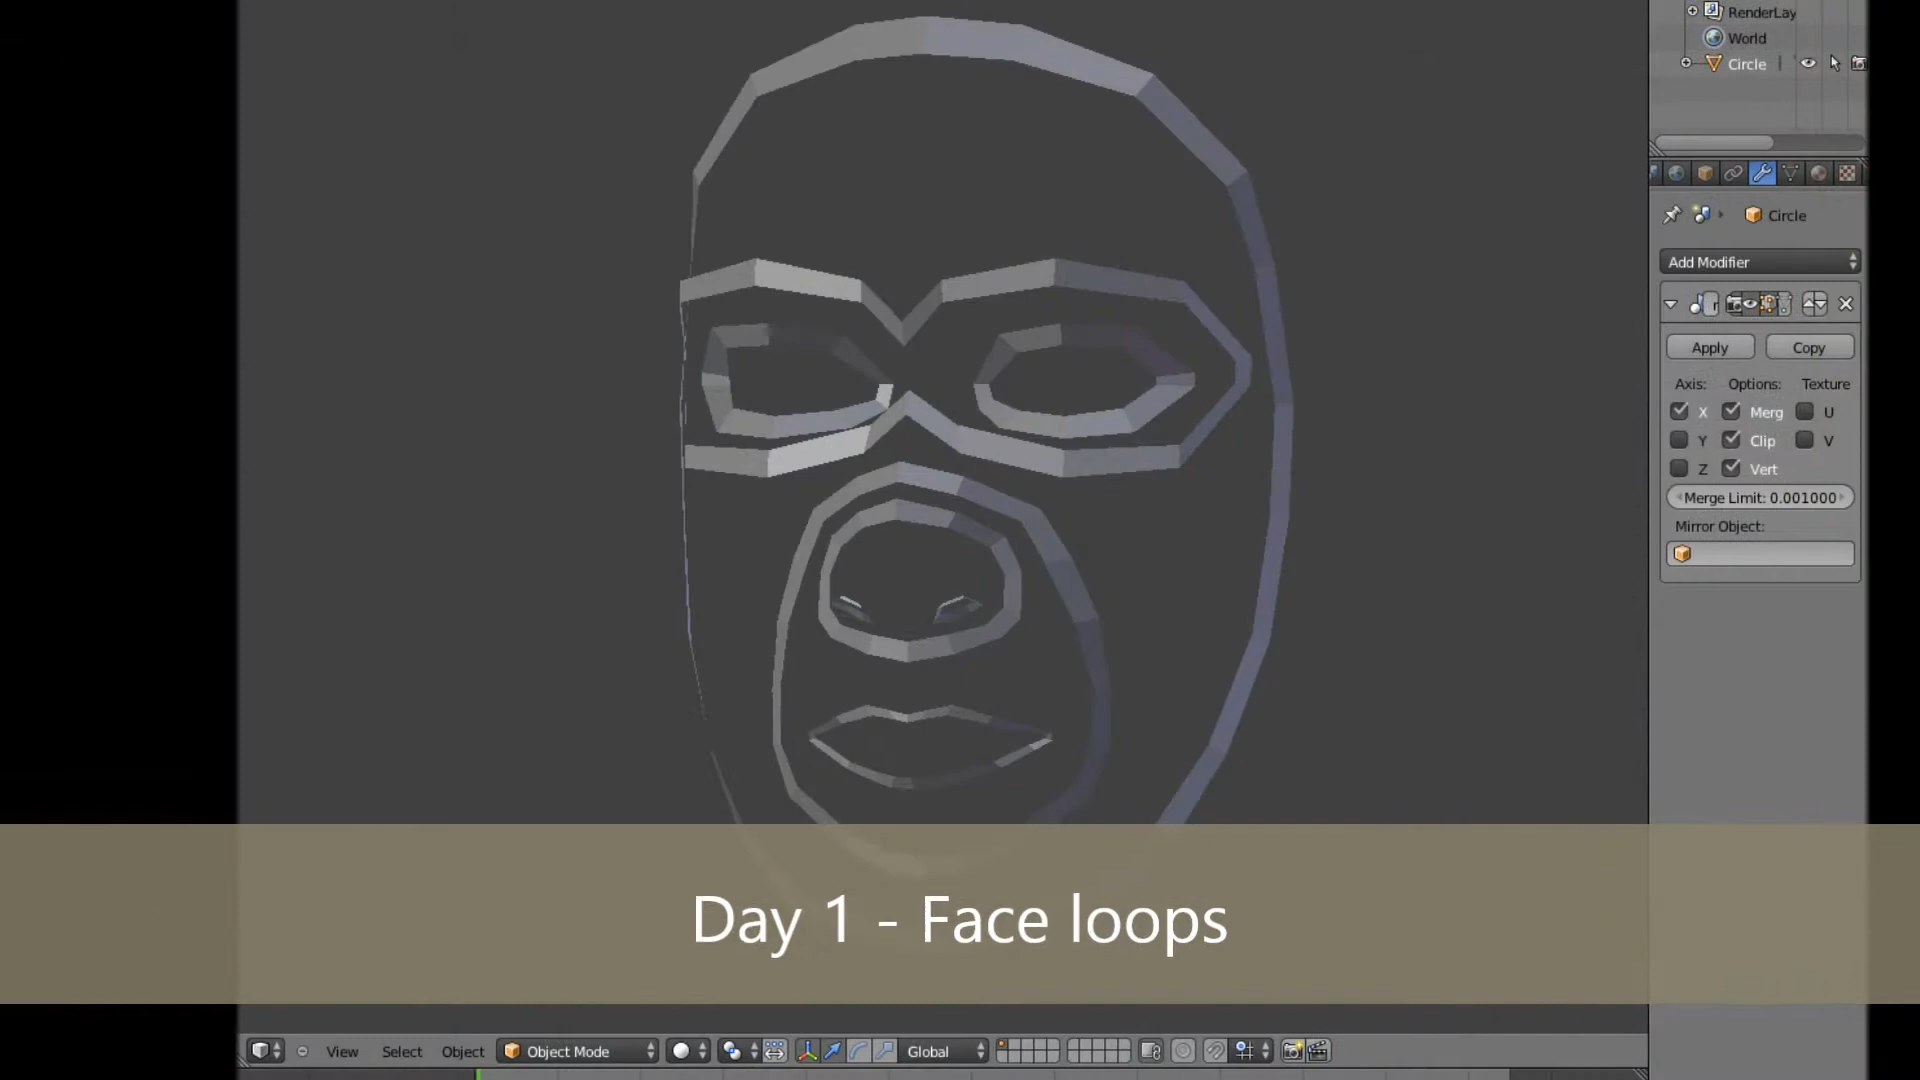 RenderLay
World
Circle
Circle
Add Modifier
Apply Copy
Axis: Options: Texture
X Merg U
Y Clip V
Z Vert
Merge Limit: 0.001000
Mirror Object:
Day 1 - Face loops
View Select Object Object Mode Global